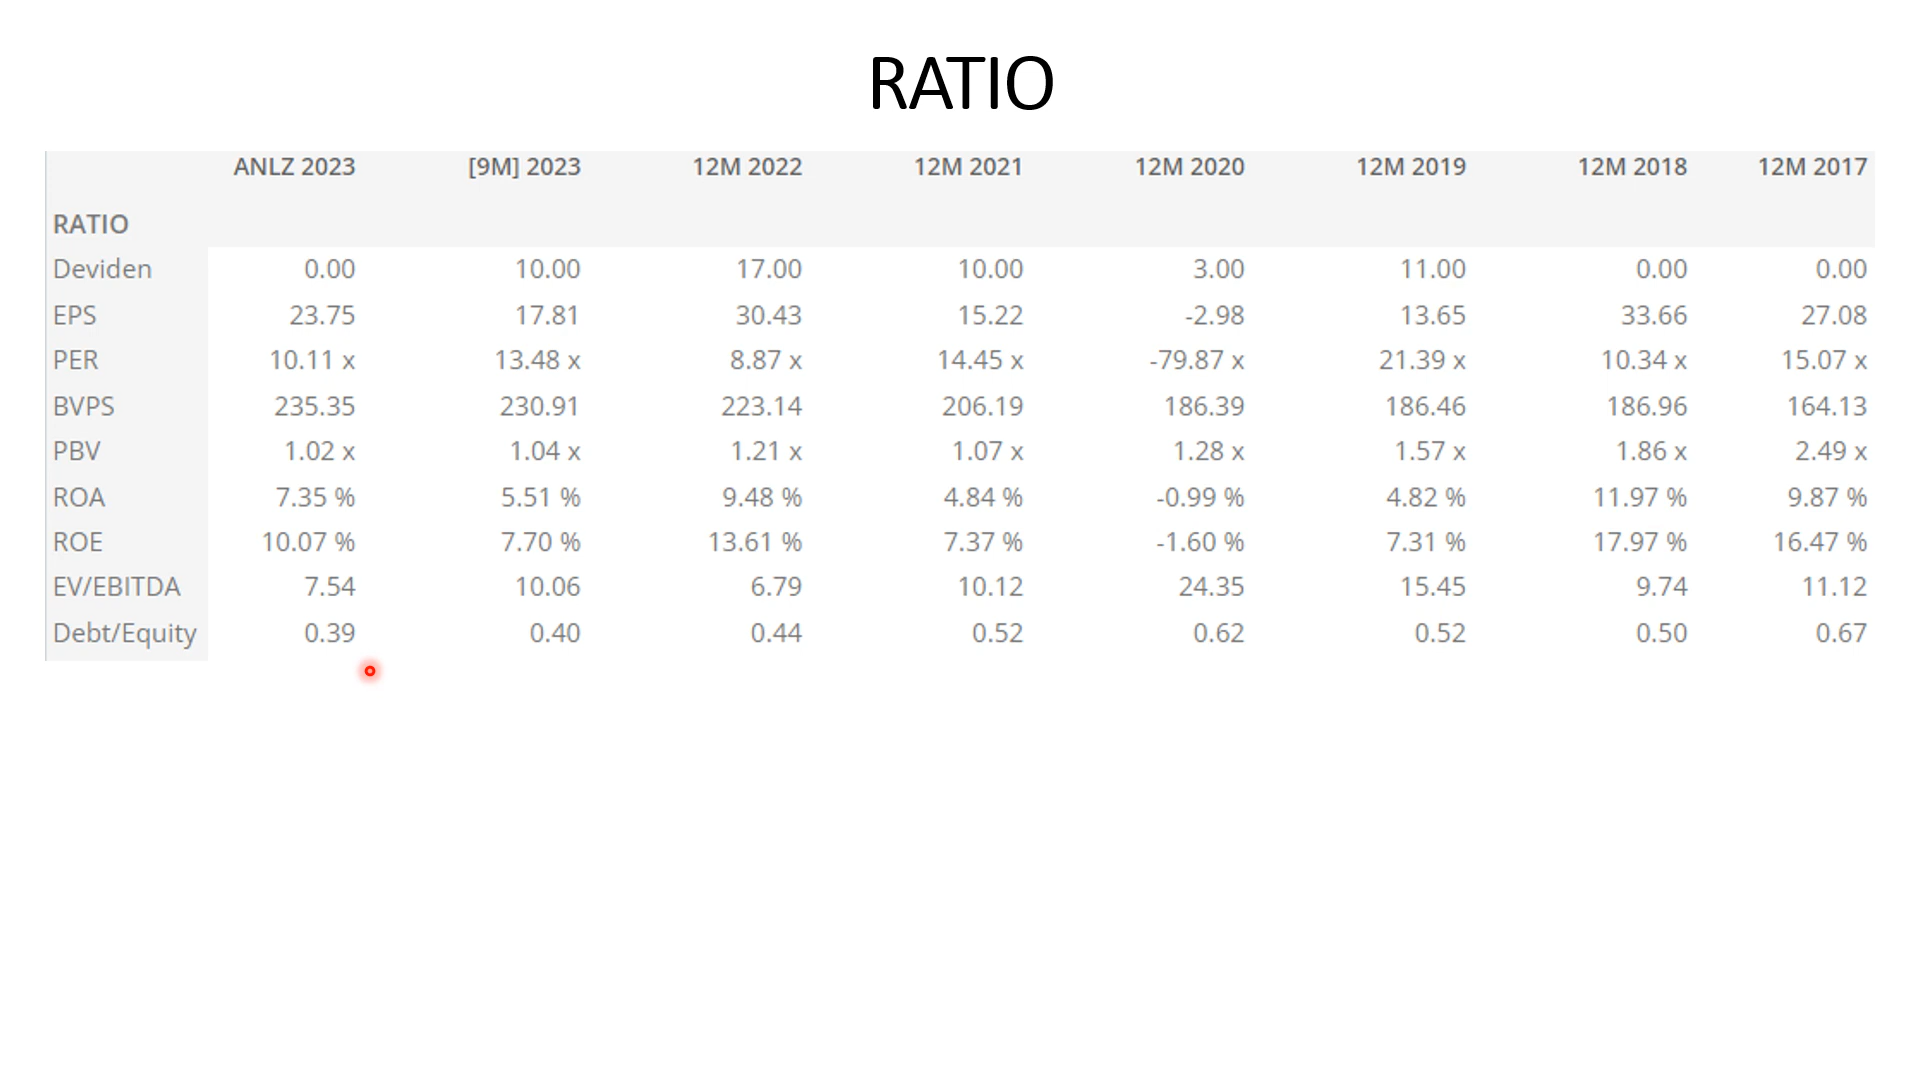 RATIO
ANLZ 2023 [9M] 2023 12M 2022 12M 2021 12M 2020 12M 2019 12M 2018 12M 2017
RATIO
Deviden 0.00 10.00 17.00 10.00 3.00 11.00 0.00 0.00
EPS 23.75 17.81 30.43 15.22 -2.98 13.65 33.66 27.08
PER 10.11 x 13.48 x 8.87 x 14.45 x -79.87 x 21.39 x 10.34 x 15.07 x
BVPS 235.35 230.91 223.14 206.19 186.39 186.46 186.96 164.13
PBV 1.02 x 1.04 x 1.21 x 1.07 x 1.28 x 1.57 x 1.86 x 2.49 x
ROA 7.35 % 5.51 % 9.48 % 4.84 % -0.99 % 4.82 % 11.97 % 9.87 %
ROE 10.07 % 7.70 % 13.61 % 7.37 % -1.60 % 7.31 % 17.97 % 16.47 %
EV/EBITDA 7.54 10.06 6.79 10.12 24.35 15.45 9.74 11.12
Debt/Equity 0.39 0.40 0.44 0.52 0.62 0.52 0.50 0.67